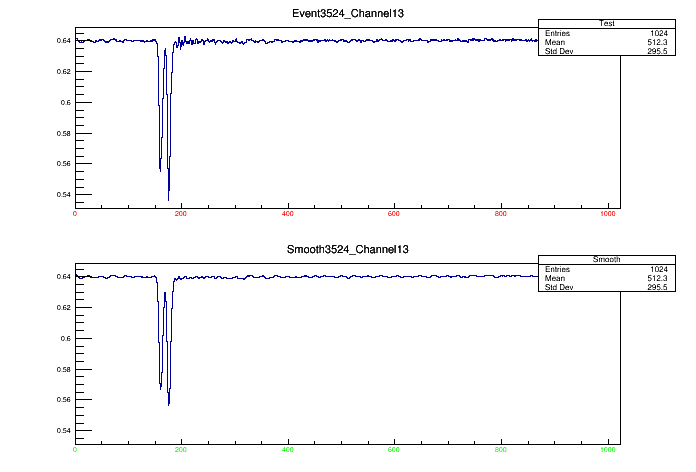 Event3524_Channel13
Test
Entries 1024
Mean 512.3
Std Dev 295.5
0.64
0.62
0.6
0.58
0.56
0.54
0 200 400 600 800 1000
Smooth3524_Channel13
Smooth
Entries 1024
Mean 512.3
Std Dev 295.5
0.64
0.62
0.6
0.58
0.56
0.54
0 200 400 600 800 1000